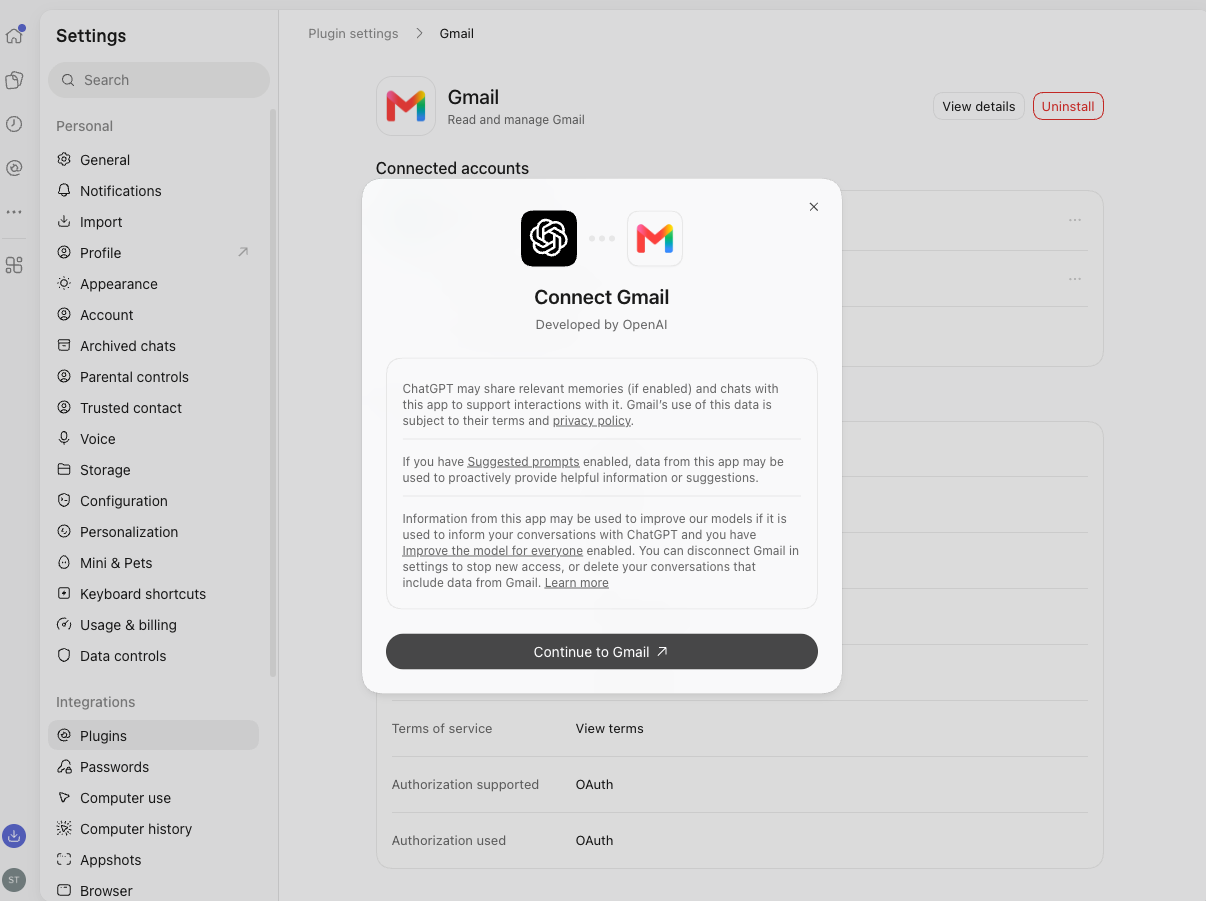 Settings
Search
Personal
General
Notifications
Import
Profile
Appearance
Account
Archived chats
Parental controls
Trusted contact
Voice
Storage
Configuration
Personalization
Mini & Pets
Keyboard shortcuts
Usage & billing
Data controls
Integrations
Plugins
Passwords
Computer use
Computer history
Appshots
Browser
ST
Plugin settings > Gmail
Gmail
Read and manage Gmail
View details
Uninstall
Connected accounts
Connect Gmail
Developed by OpenAI
ChatGPT may share relevant memories (if enabled) and chats with
this app to support interactions with it. Gmail's use of this data is
subject to their terms and privacy policy.
If you have Suggested prompts enabled, data from this app may be
used to proactively provide helpful information or suggestions.
Information from this app may be used to improve our models if it is
used to inform your conversations with ChatGPT and you have
Improve the model for everyone enabled. You can disconnect Gmail in
settings to stop new access, or delete your conversations that
include data from Gmail. Learn more
Continue to Gmail
Terms of service View terms
Authorization supported OAuth
Authorization used OAuth